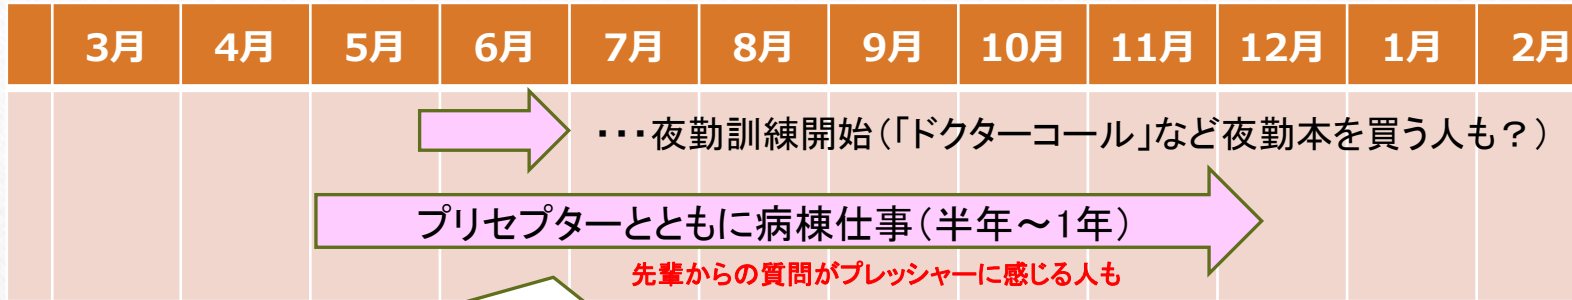 3月 4月 5月 6月 7月 8月 9月 10月 11月 12月 1月 2月
・・・夜勤訓練開始（「ドクターコール」など夜勤本を買う人も？）
プリセプターとともに病棟仕事（半年～1年）
先輩からの質問がプレッシャーに感じる人も